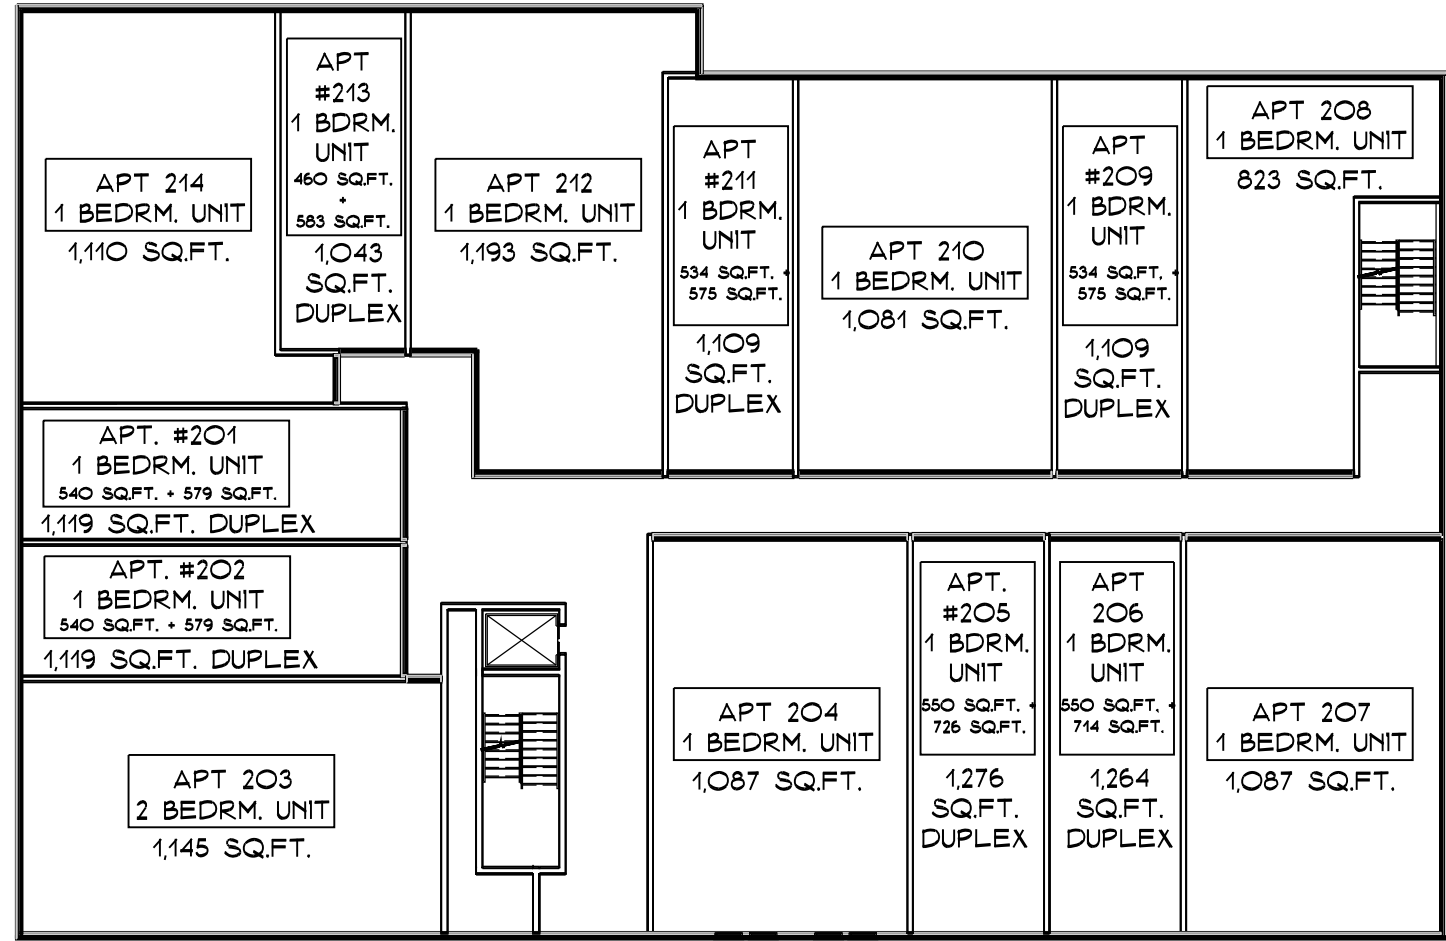 APT 214
1 BEDRM. UNIT
1,110 SQ.FT.
APT
#213
1 BDRM.
UNIT
460 SQ.FT.
+
583 SQ.FT.
1,043
SQ.FT.
DUPLEX
APT 212
1 BEDRM. UNIT
1,193 SQ.FT.
APT
#211
1 BDRM.
UNIT
534 SQ.FT. +
575 SQ.FT.
1,109
SQ.FT.
DUPLEX
APT 210
1 BEDRM. UNIT
1,081 SQ.FT.
APT
#209
1 BDRM.
UNIT
534 SQ.FT. +
575 SQ.FT.
1,109
SQ.FT.
DUPLEX
APT 208
1 BEDRM. UNIT
823 SQ.FT.
APT. #201
1 BEDRM. UNIT
540 SQ.FT. + 579 SQ.FT.
1,119 SQ.FT. DUPLEX
APT. #202
1 BEDRM. UNIT
540 SQ.FT. + 579 SQ.FT.
1,119 SQ.FT. DUPLEX
APT 203
2 BEDRM. UNIT
1,145 SQ.FT.
APT 204
1 BEDRM. UNIT
1,087 SQ.FT.
APT.
#205
1 BDRM.
UNIT
550 SQ.FT. +
726 SQ.FT.
1,276
SQ.FT.
DUPLEX
APT
206
1 BDRM.
UNIT
550 SQ.FT. +
714 SQ.FT.
1,264
SQ.FT.
DUPLEX
APT 207
1 BEDRM. UNIT
1,087 SQ.FT.